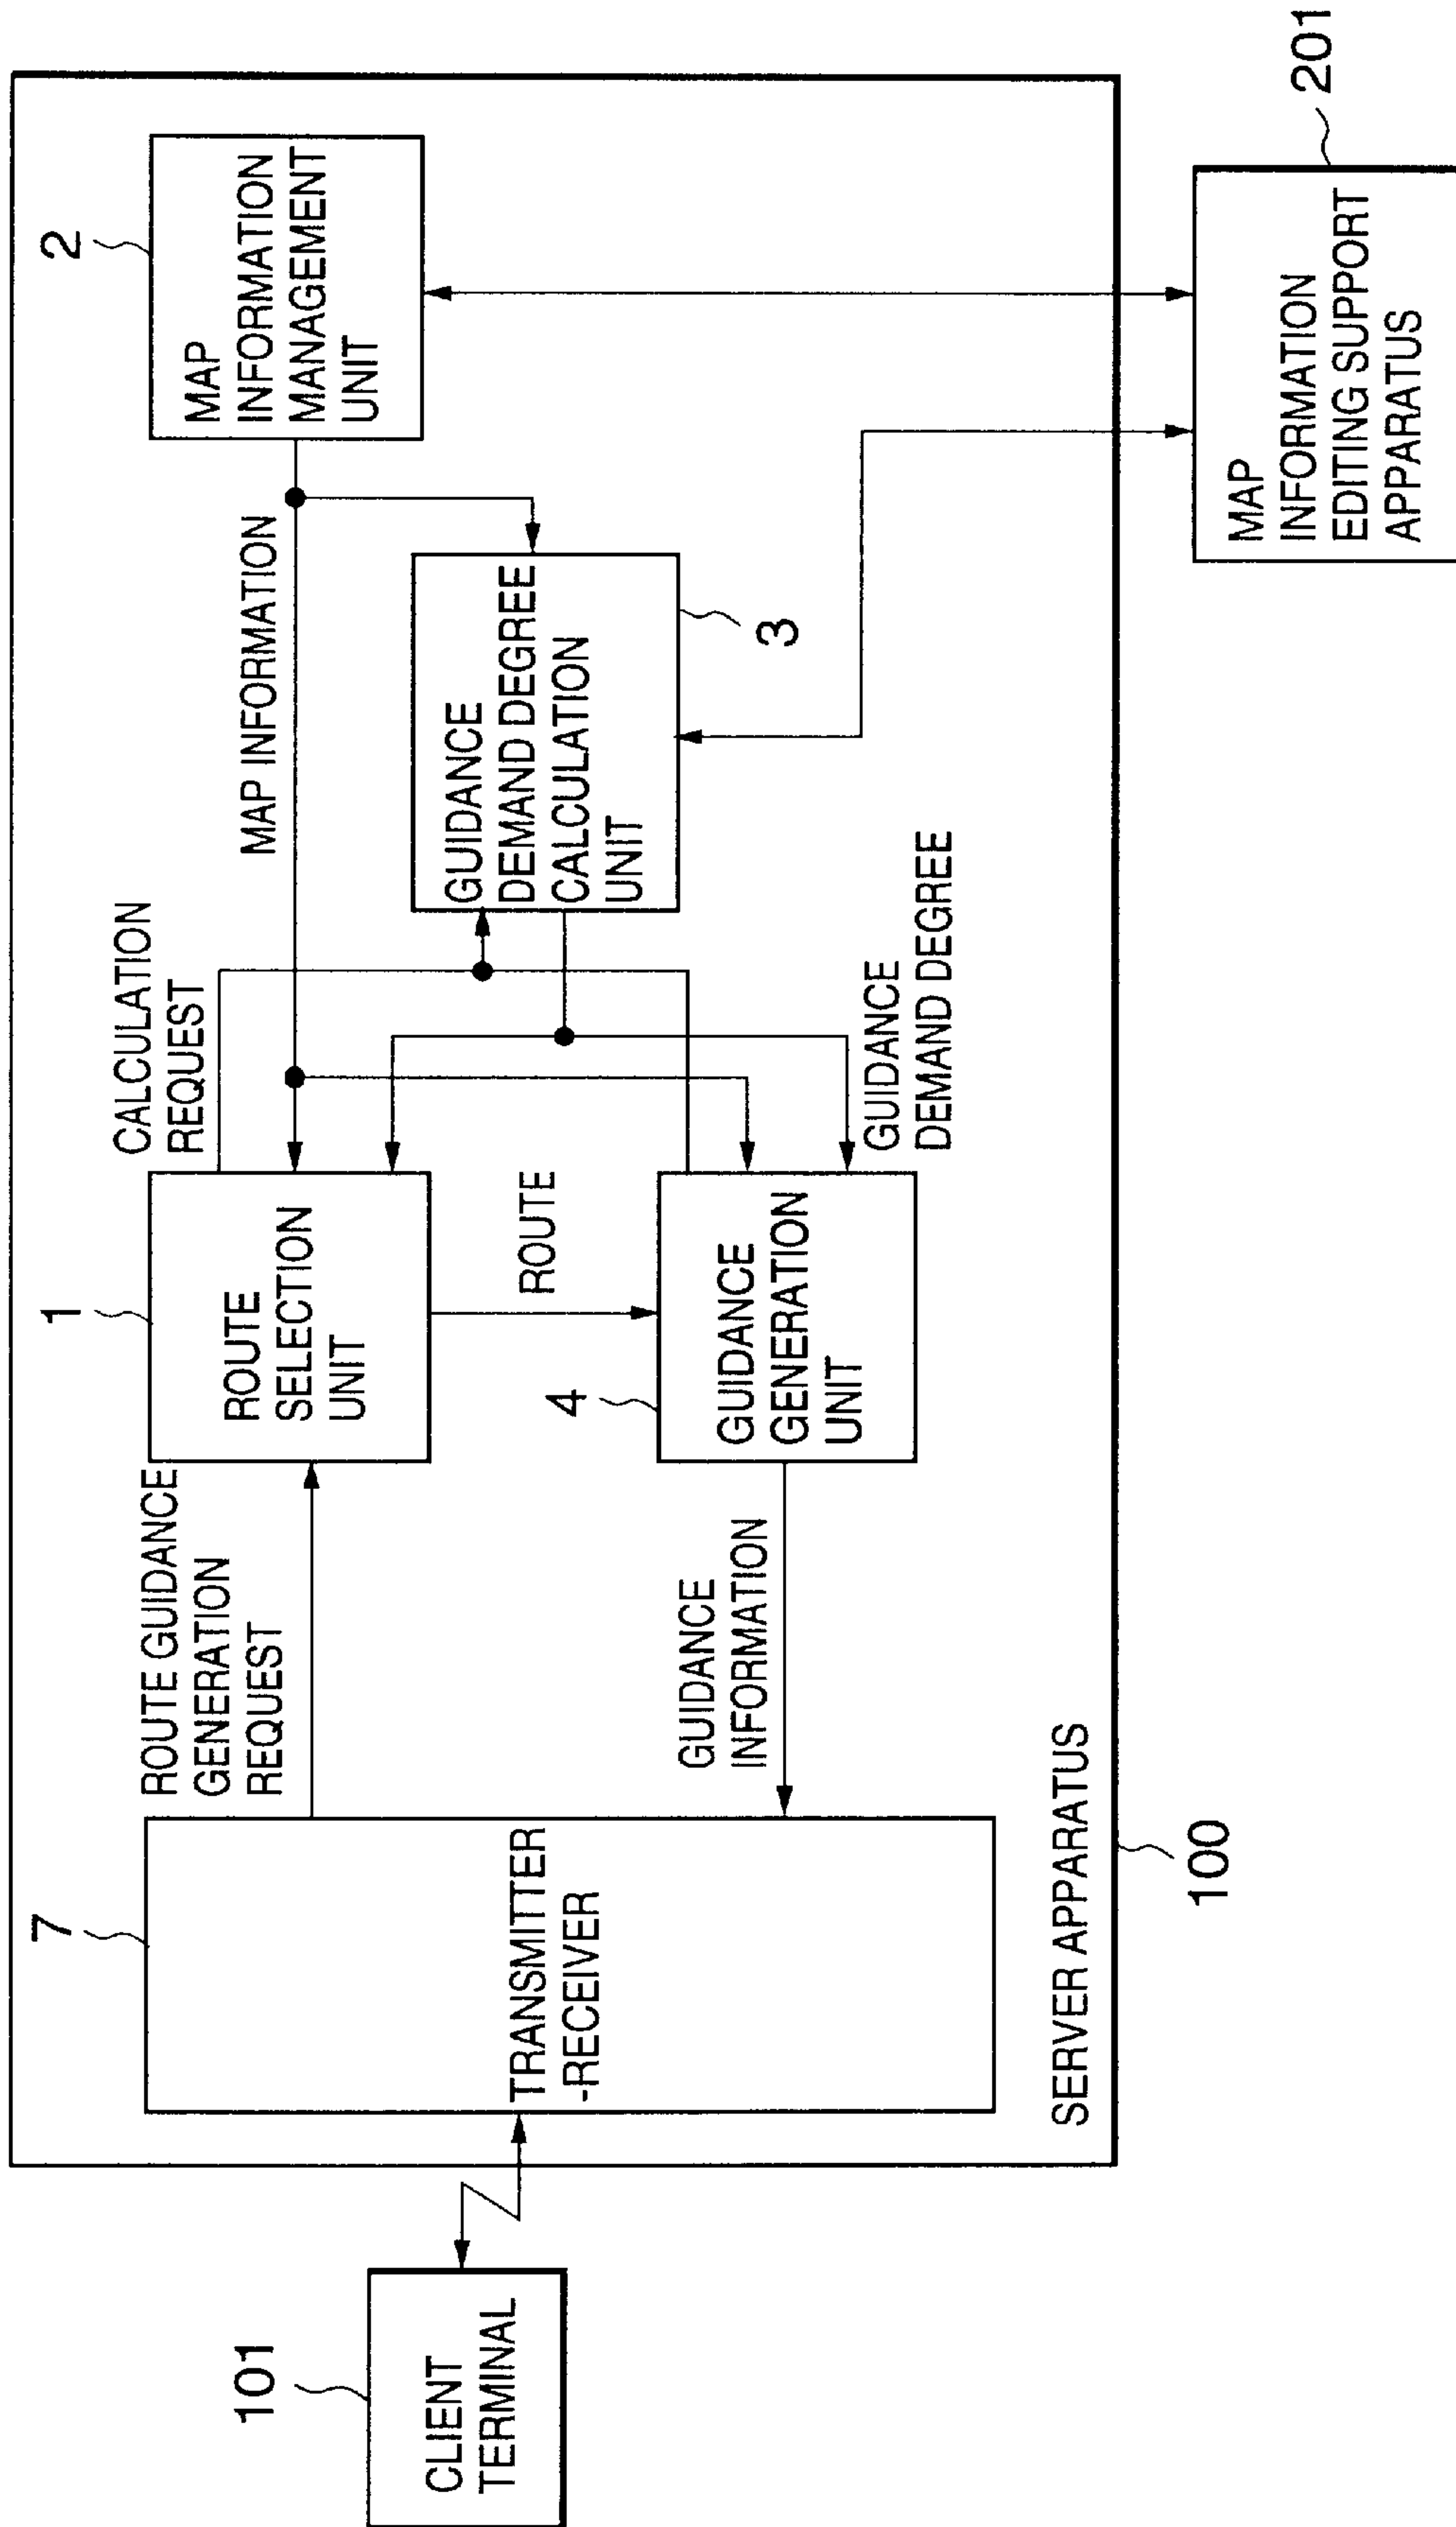 101
CLIENT
TERMINAL
7
TRANSMITTER
-RECEIVER
ROUTE GUIDANCE
GENERATION
REQUEST
GUIDANCE
INFORMATION
1
ROUTE
SELECTION
UNIT
ROUTE
4
GUIDANCE
GENERATION
UNIT
CALCULATION
REQUEST
MAP INFORMATION
GUIDANCE
DEMAND DEGREE
GUIDANCE
DEMAND DEGREE
CALCULATION
UNIT
3
2
MAP
INFORMATION
MANAGEMENT
UNIT
SERVER APPARATUS
100
MAP
INFORMATION
EDITING SUPPORT
APPARATUS
201